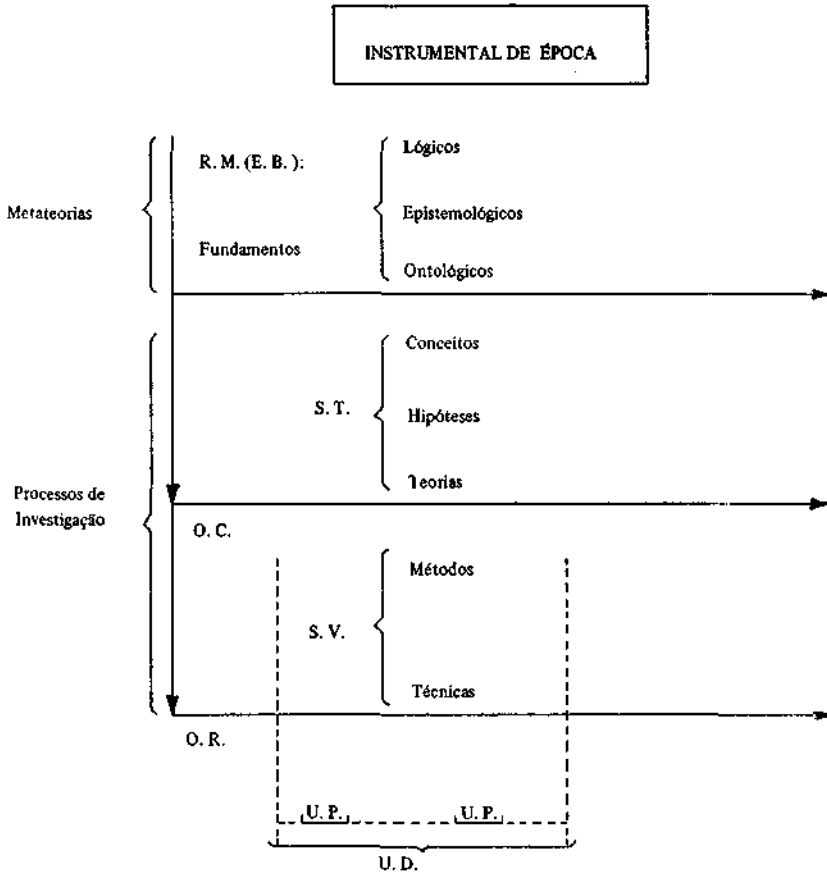 INSTRUMENTAL DE ÉPOCA
Metateorias
R. M. (E. B. ):
Fundamentos
Lógicos
Epistemológicos
Ontológicos
Processos de
Investigação
S. T.
Conceitos
Hipóteses
Teorias
O. C.
S. V.
Métodos
Técnicas
O. R.
U. P.
U. P.
U. D.